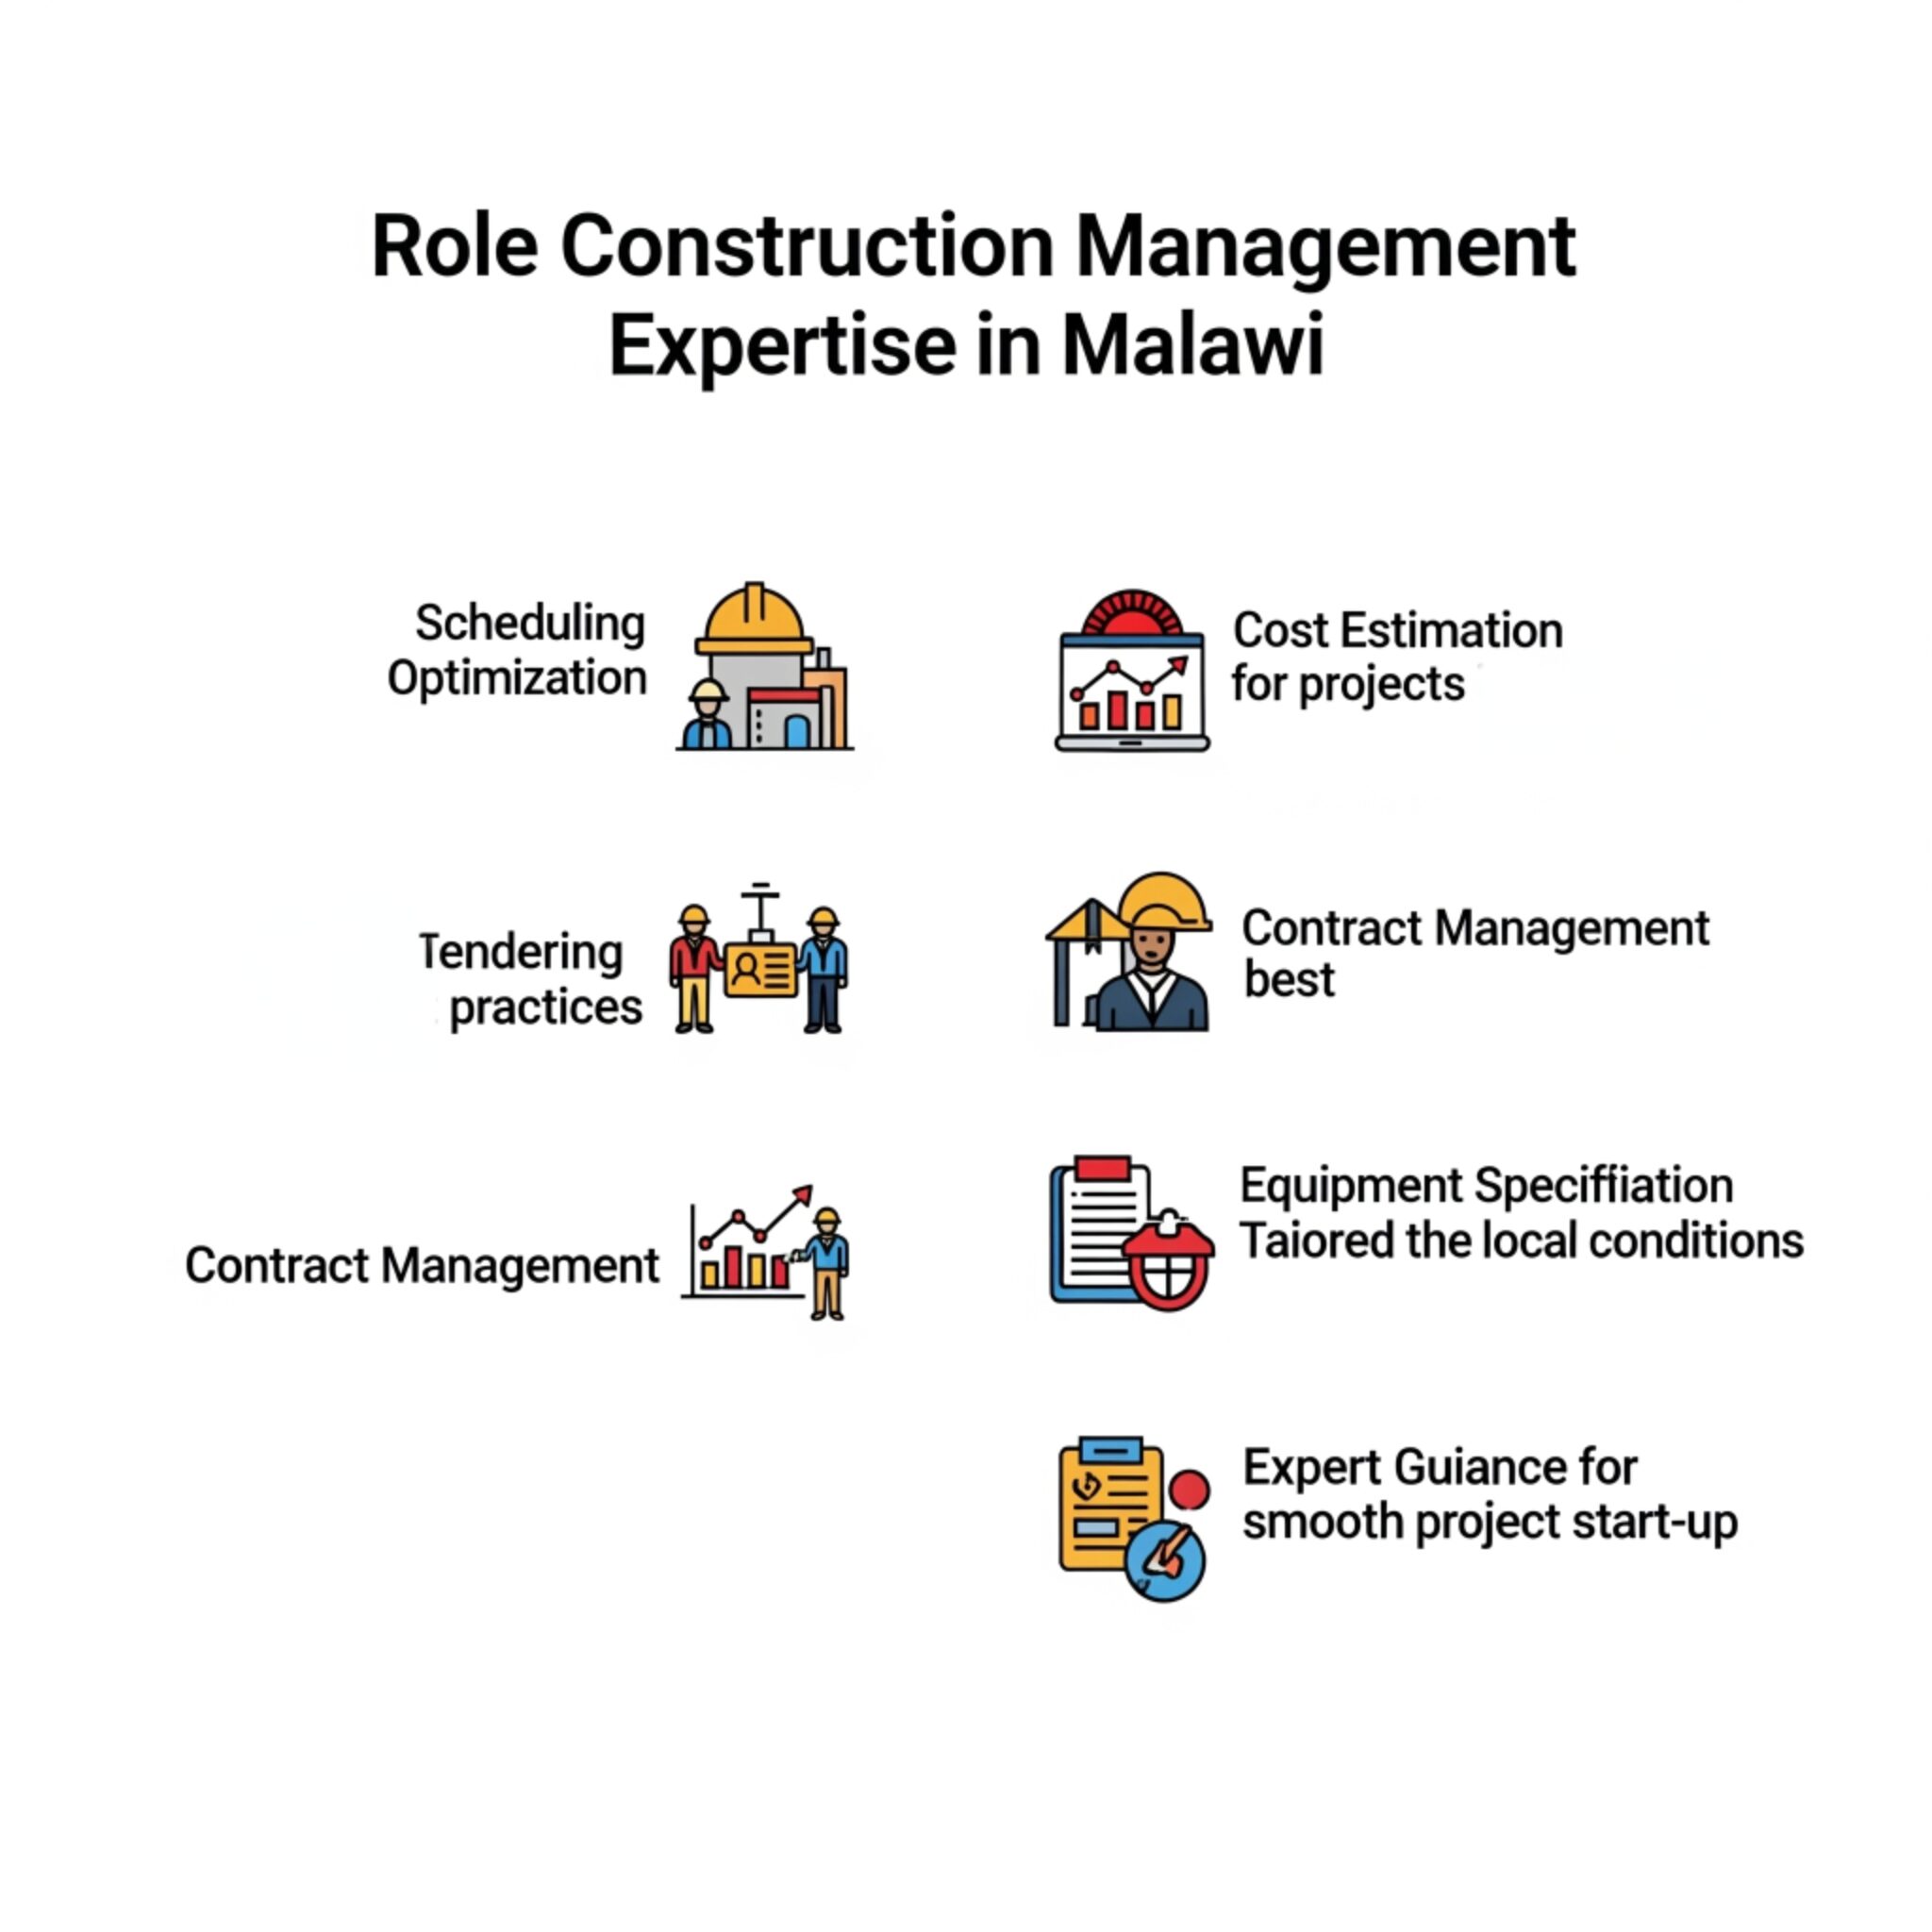 Role Construction Management
Expertise in Malawi
Scheduling
Optimization
Cost Estimation
for projects
Tendering
practices
Contract Management
best
Contract Management
Equipment Speciffiation
Taiored the local conditions
Expert Guiance for
smooth project start-up